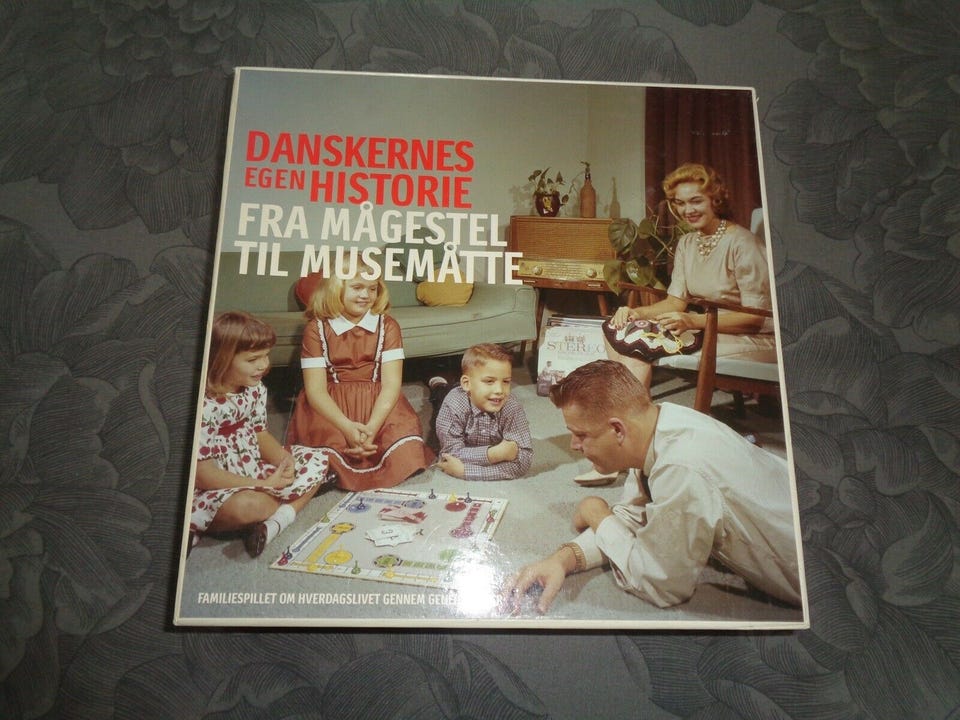 DANSKERNES
EGEN HISTORIE
FRA MÅGESTEL
TIL MUSEMÅTTE
STEREO
FAMILIESPILLET OM HVERDAGSLIVET GENNEM